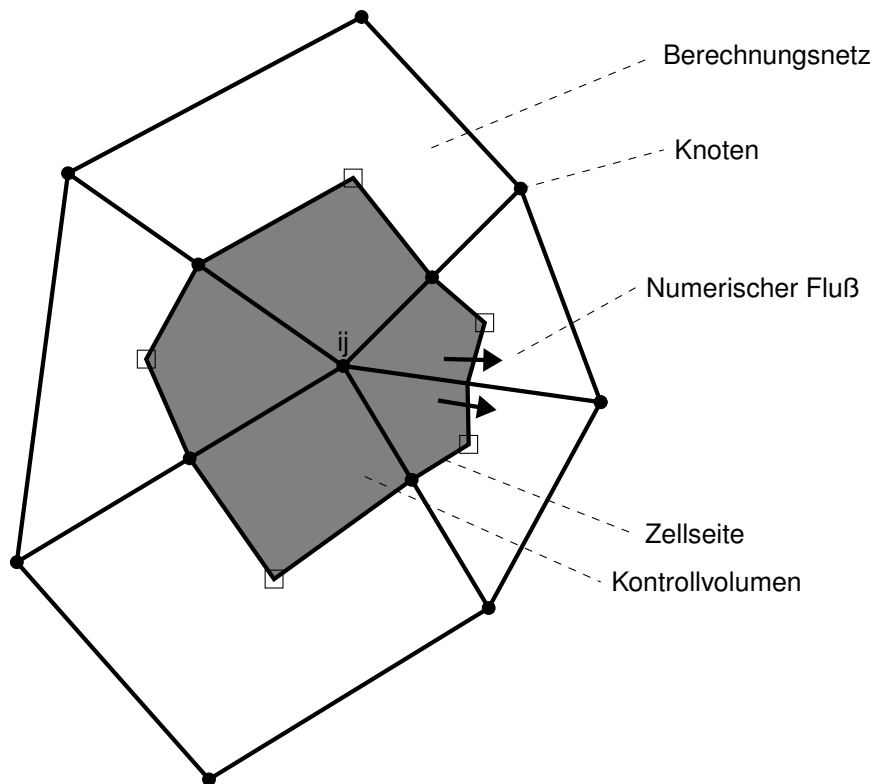 Berechnungsnetz
Knoten
Numerischer Fluß
ij
Zellseite
Kontrollvolumen